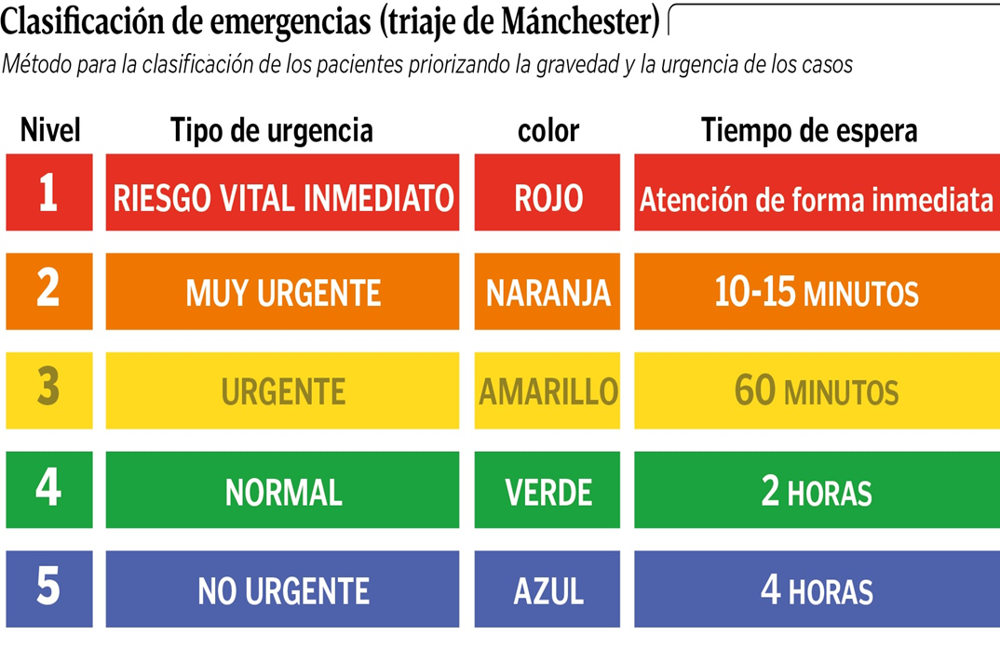 Clasificación de emergencias (triaje de Mánchester)
Método para la clasificación de los pacientes priorizando la gravedad y la urgencia de los casos
Nivel Tipo de urgencia color Tiempo de espera
1 RIESGO VITAL INMEDIATO ROJO Atención de forma inmediata
2 MUY URGENTE NARANJA 10-15 MINUTOS
3 URGENTE AMARILLO 60 MINUTOS
4 NORMAL VERDE 2 HORAS
5 NO URGENTE AZUL 4 HORAS